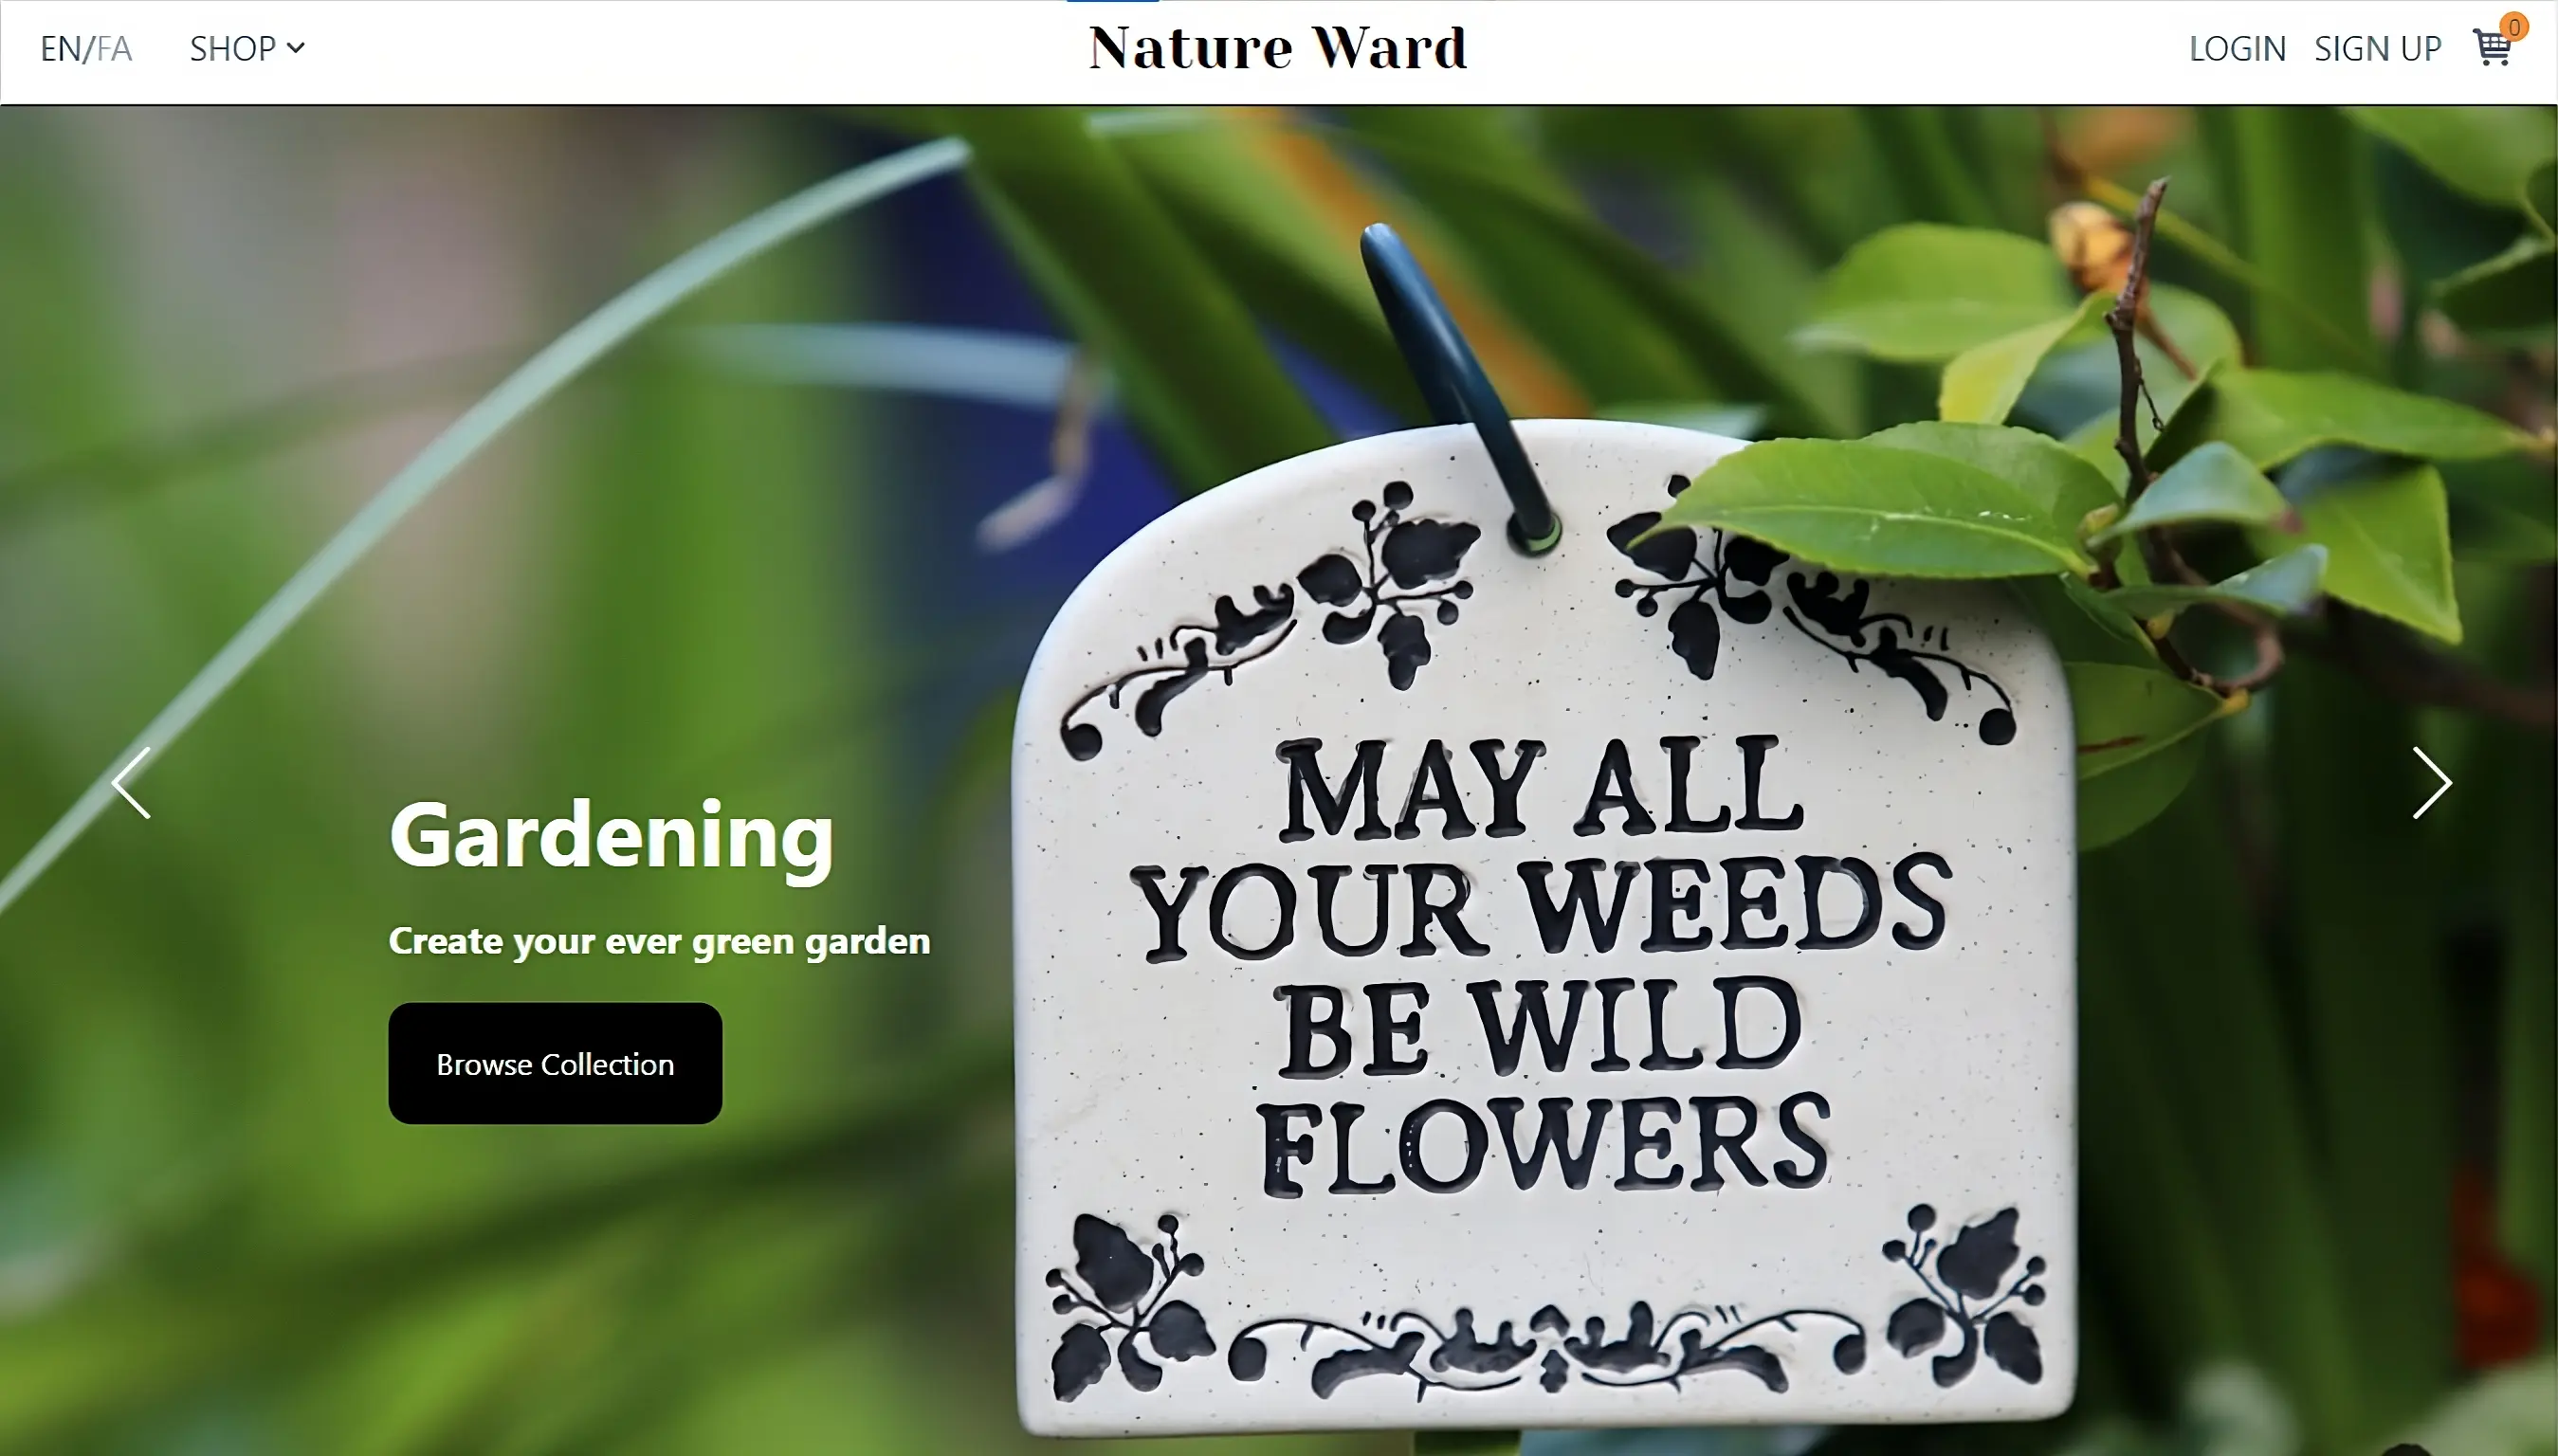 EN/FA
SHOP
Nature Ward
LOGIN
SIGN UP
0
Gardening
Create your ever green garden
Browse Collection
MAY ALL
YOUR WEEDS
BE WILD
FLOWERS